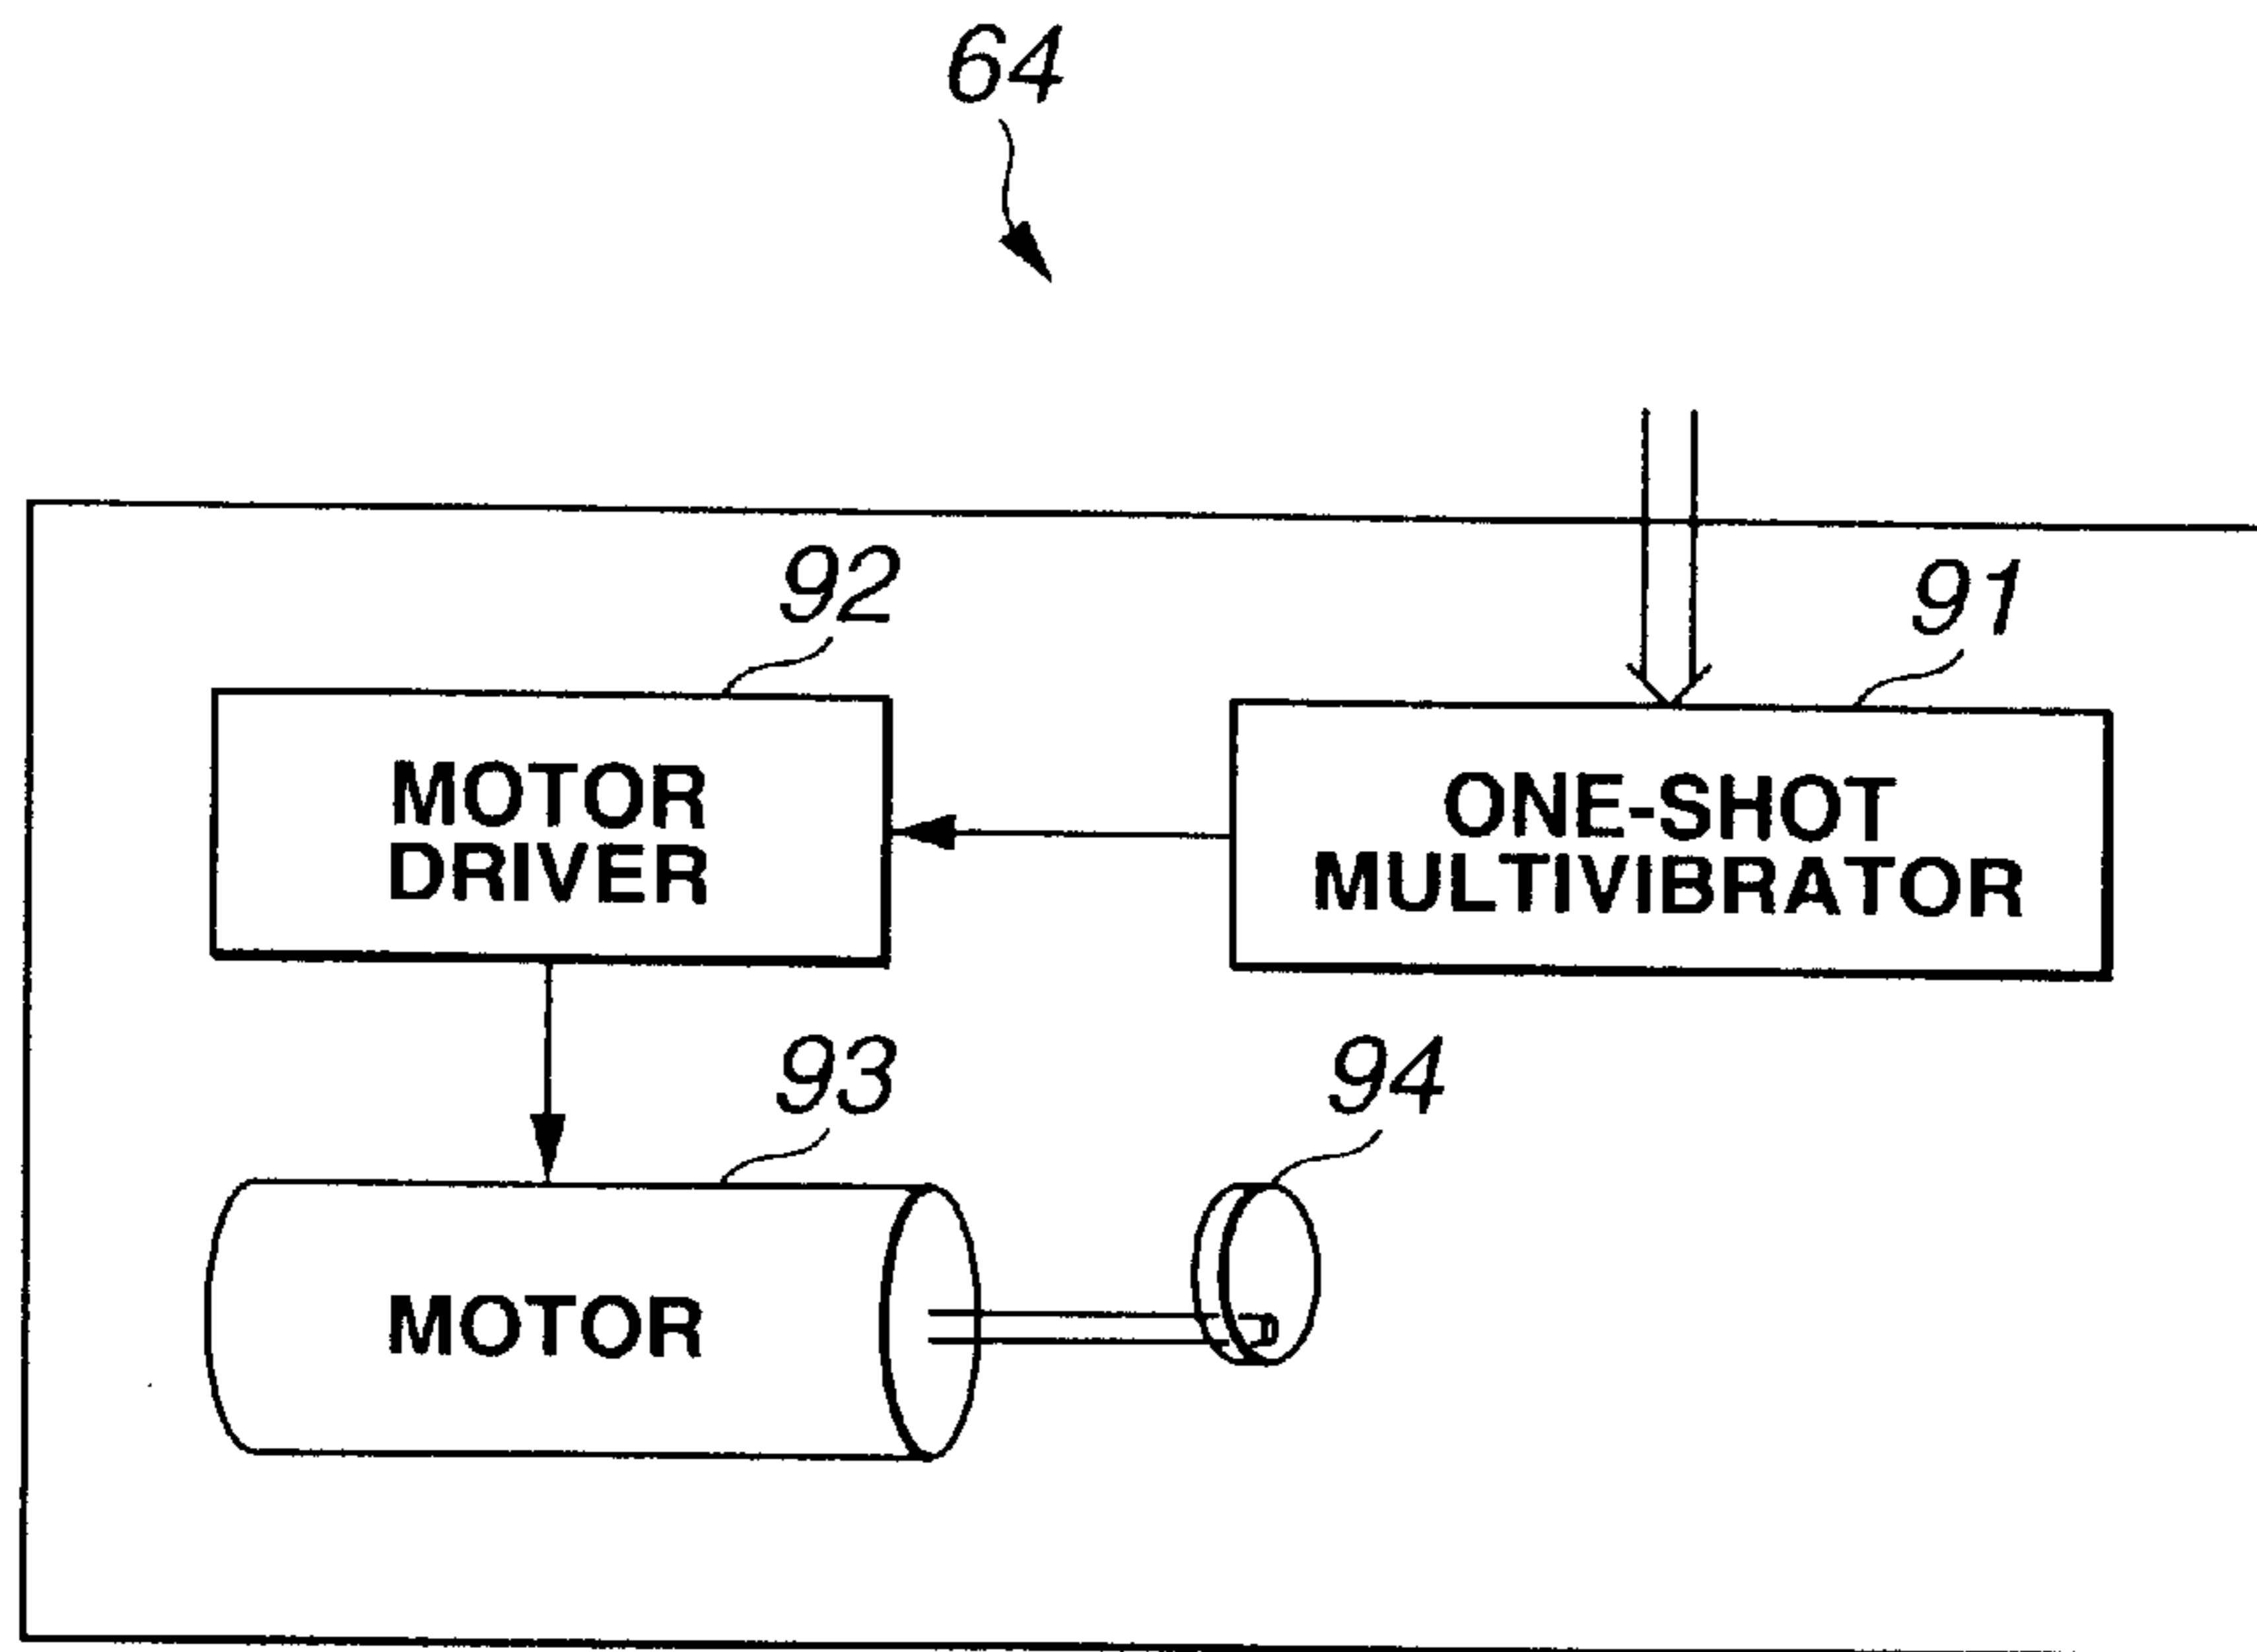 64
92
91
MOTOR
DRIVER
ONE-SHOT
MULTIVIBRATOR
93
94
MOTOR